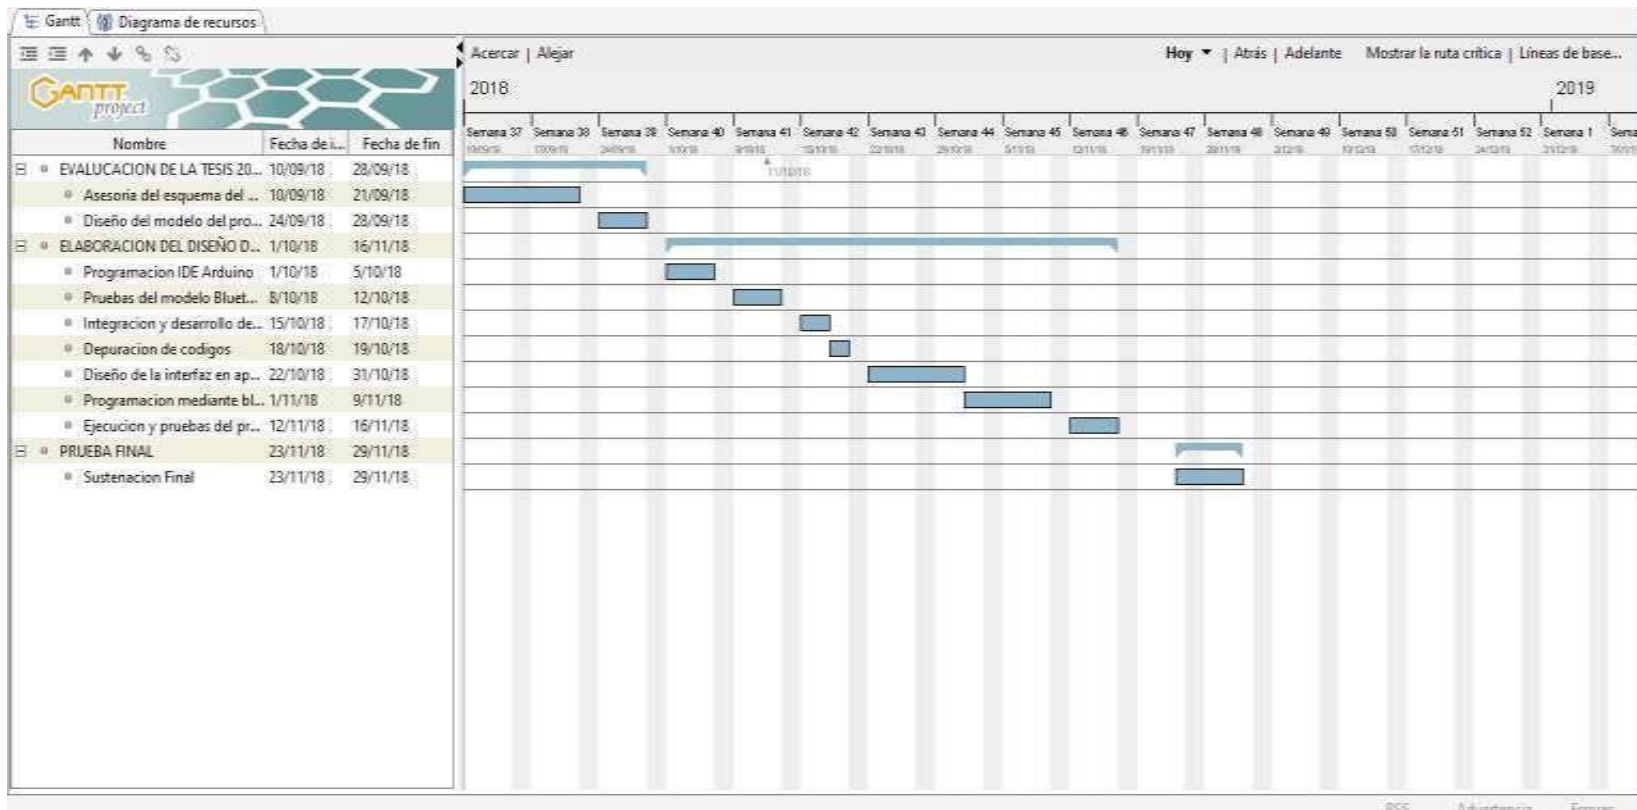 Gantt Diagrama de recursos
Acercar | Alejar Hoy | Atrás | Adelante Mostrar la ruta crítica | Líneas de base...
GANTT project
2018 2019
Nombre Fecha de i... Fecha de fin
Semana 37 Semana 38 Semana 39 Semana 40 Semana 41 Semana 42 Semana 43 Semana 44 Semana 45 Semana 46 Semana 47 Semana 48 Semana 49 Semana 50 Semana 51 Semana 52 Semana 1 Sema
EVALUCACION DE LA TESIS 20... 10/09/18 28/09/18
11/10/18
Asesoria del esquema del ... 10/09/18 21/09/18
Diseño del modelo del pro... 24/09/18 28/09/18
ELABORACION DEL DISEÑO D... 1/10/18 16/11/18
Programacion IDE Arduino 1/10/18 5/10/18
Pruebas del modelo Bluet... 8/10/18 12/10/18
Integracion y desarrollo de... 15/10/18 17/10/18
Depuracion de codigos 18/10/18 19/10/18
Diseño de la interfaz en ap... 22/10/18 31/10/18
Programacion mediante bl... 1/11/18 9/11/18
Ejecucion y pruebas del pr... 12/11/18 16/11/18
PRUEBA FINAL 23/11/18 29/11/18
Sustenacion Final 23/11/18 29/11/18